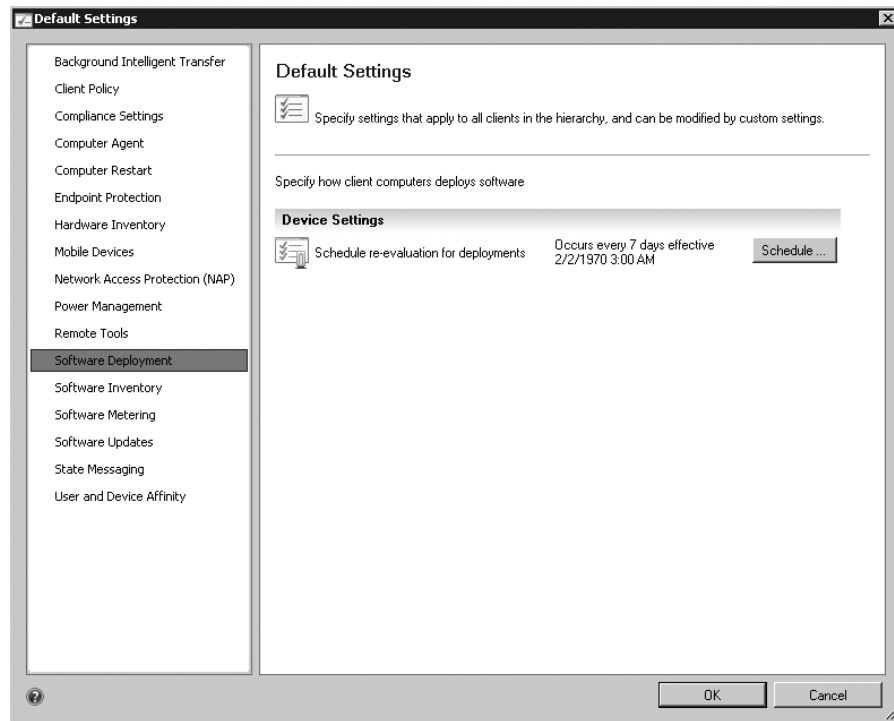 Default Settings
Background Intelligent Transfer
Client Policy
Compliance Settings
Computer Agent
Computer Restart
Endpoint Protection
Hardware Inventory
Mobile Devices
Network Access Protection (NAP)
Power Management
Remote Tools
Software Deployment
Software Inventory
Software Metering
Software Updates
State Messaging
User and Device Affinity
Default Settings
Specify settings that apply to all clients in the hierarchy, and can be modified by custom settings.
Specify how client computers deploys software
Device Settings
Schedule re-evaluation for deployments
Occurs every 7 days effective
2/2/1970 3:00 AM
Schedule ...
OK
Cancel